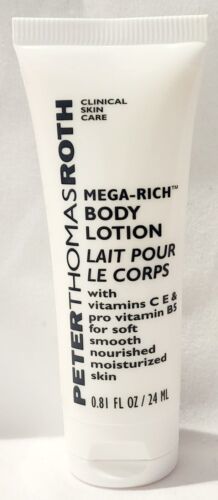 PETERTHOMASROTH
CLINICAL
SKIN
CARE
MEGA-RICH™
BODY
LOTION
LAIT POUR
LE CORPS
with
vitamins C E &
pro vitamin B5
for soft
smooth
nourished
moisturized
skin
0.81 FL OZ / 24 ML